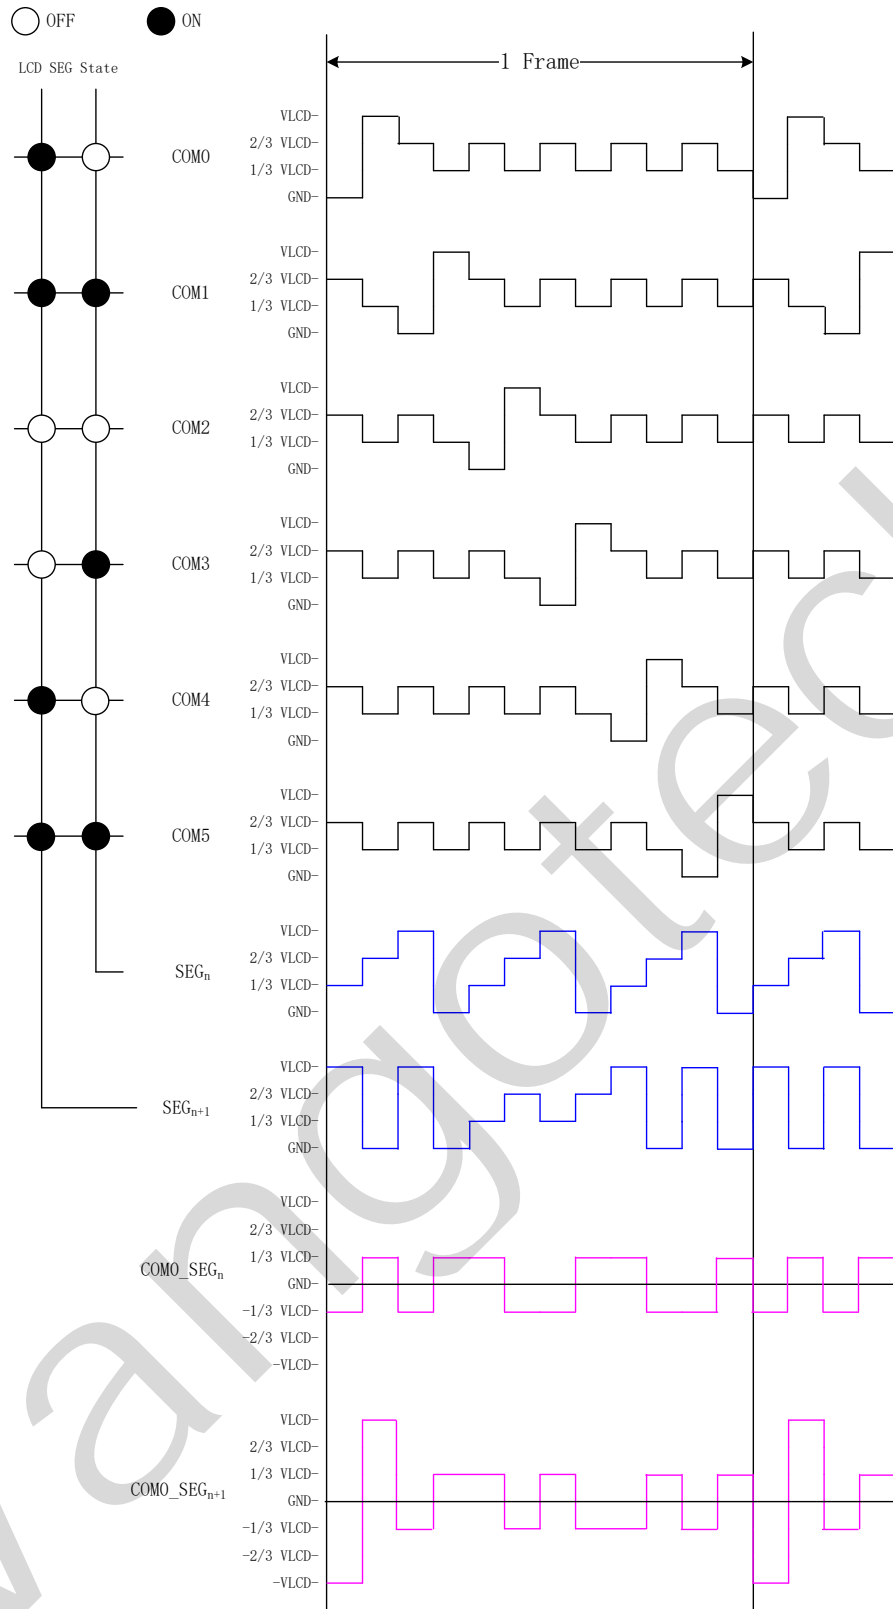 OFF ON
LCD SEG State
1 Frame
VLCD-
2/3 VLCD-
COM0
1/3 VLCD-
GND-
VLCD-
2/3 VLCD-
COM1
1/3 VLCD-
GND-
VLCD-
2/3 VLCD-
COM2
1/3 VLCD-
GND-
VLCD-
2/3 VLCD-
COM3
1/3 VLCD-
GND-
VLCD-
2/3 VLCD-
COM4
1/3 VLCD-
GND-
VLCD-
2/3 VLCD-
COM5
1/3 VLCD-
GND-
VLCD-
2/3 VLCD-
SEGn
1/3 VLCD-
GND-
VLCD-
2/3 VLCD-
SEGn+1
1/3 VLCD-
GND-
VLCD-
2/3 VLCD-
1/3 VLCD-
COM0_SEGn
GND-
-1/3 VLCD-
-2/3 VLCD-
-VLCD-
VLCD-
2/3 VLCD-
1/3 VLCD-
COM0_SEGn+1
GND-
-1/3 VLCD-
-2/3 VLCD-
-VLCD-
vangotech